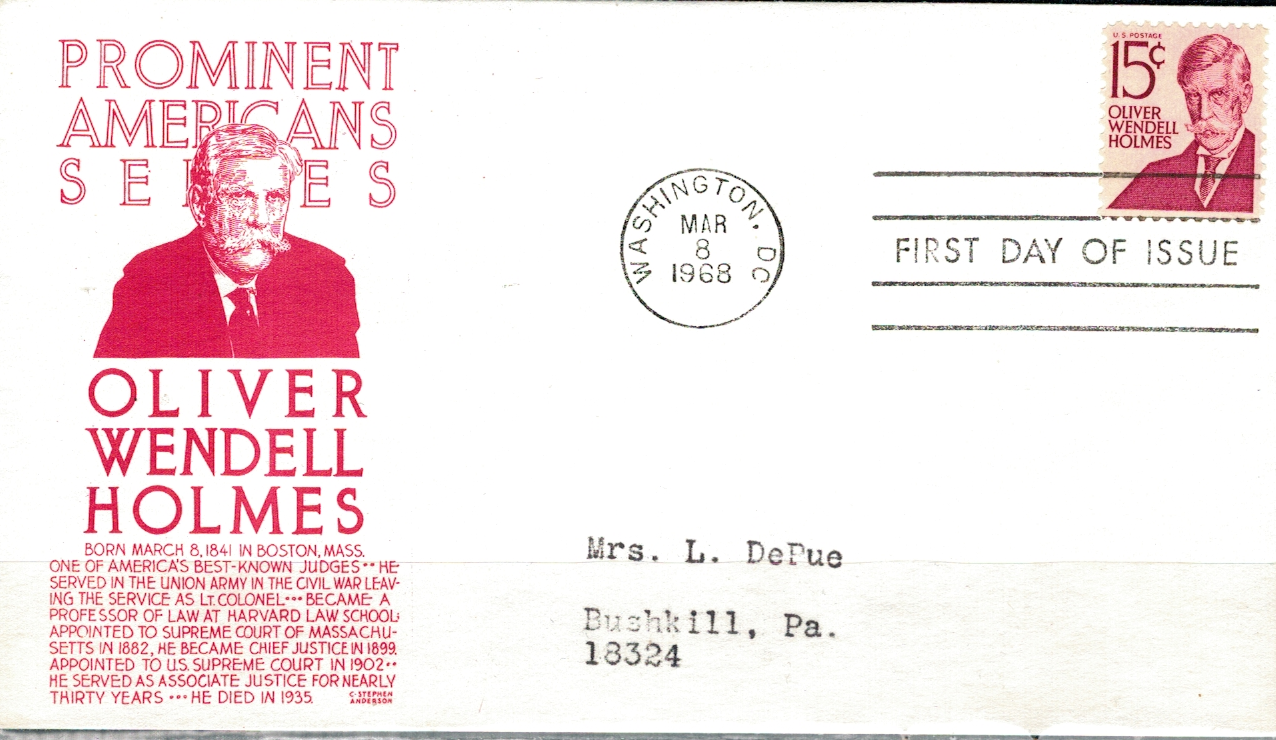 PROMINENT
AMERICANS
SERIES
OLIVER
WENDELL
HOLMES
BORN MARCH 8, 1841 IN BOSTON, MASS.
ONE OF AMERICA'S BEST-KNOWN JUDGES •• HE
SERVED IN THE UNION ARMY IN THE CIVIL WAR LEAV-
ING THE SERVICE AS LT. COLONEL ••• BECAME A
PROFESSOR OF LAW AT HARVARD LAW SCHOOL;
APPOINTED TO SUPREME COURT OF MASSACHU-
SETTS IN 1882, HE BECAME CHIEF JUSTICE IN 1899.
APPOINTED TO U.S. SUPREME COURT IN 1902 ••
HE SERVED AS ASSOCIATE JUSTICE FOR NEARLY
THIRTY YEARS ••• HE DIED IN 1935.
C. STEPHEN
ANDERSON
WASHINGTON, DC
MAR
8
1968
U.S. POSTAGE
15¢
OLIVER
WENDELL
HOLMES
FIRST DAY OF ISSUE
Mrs. L. DePue
Bushkill, Pa.
18324